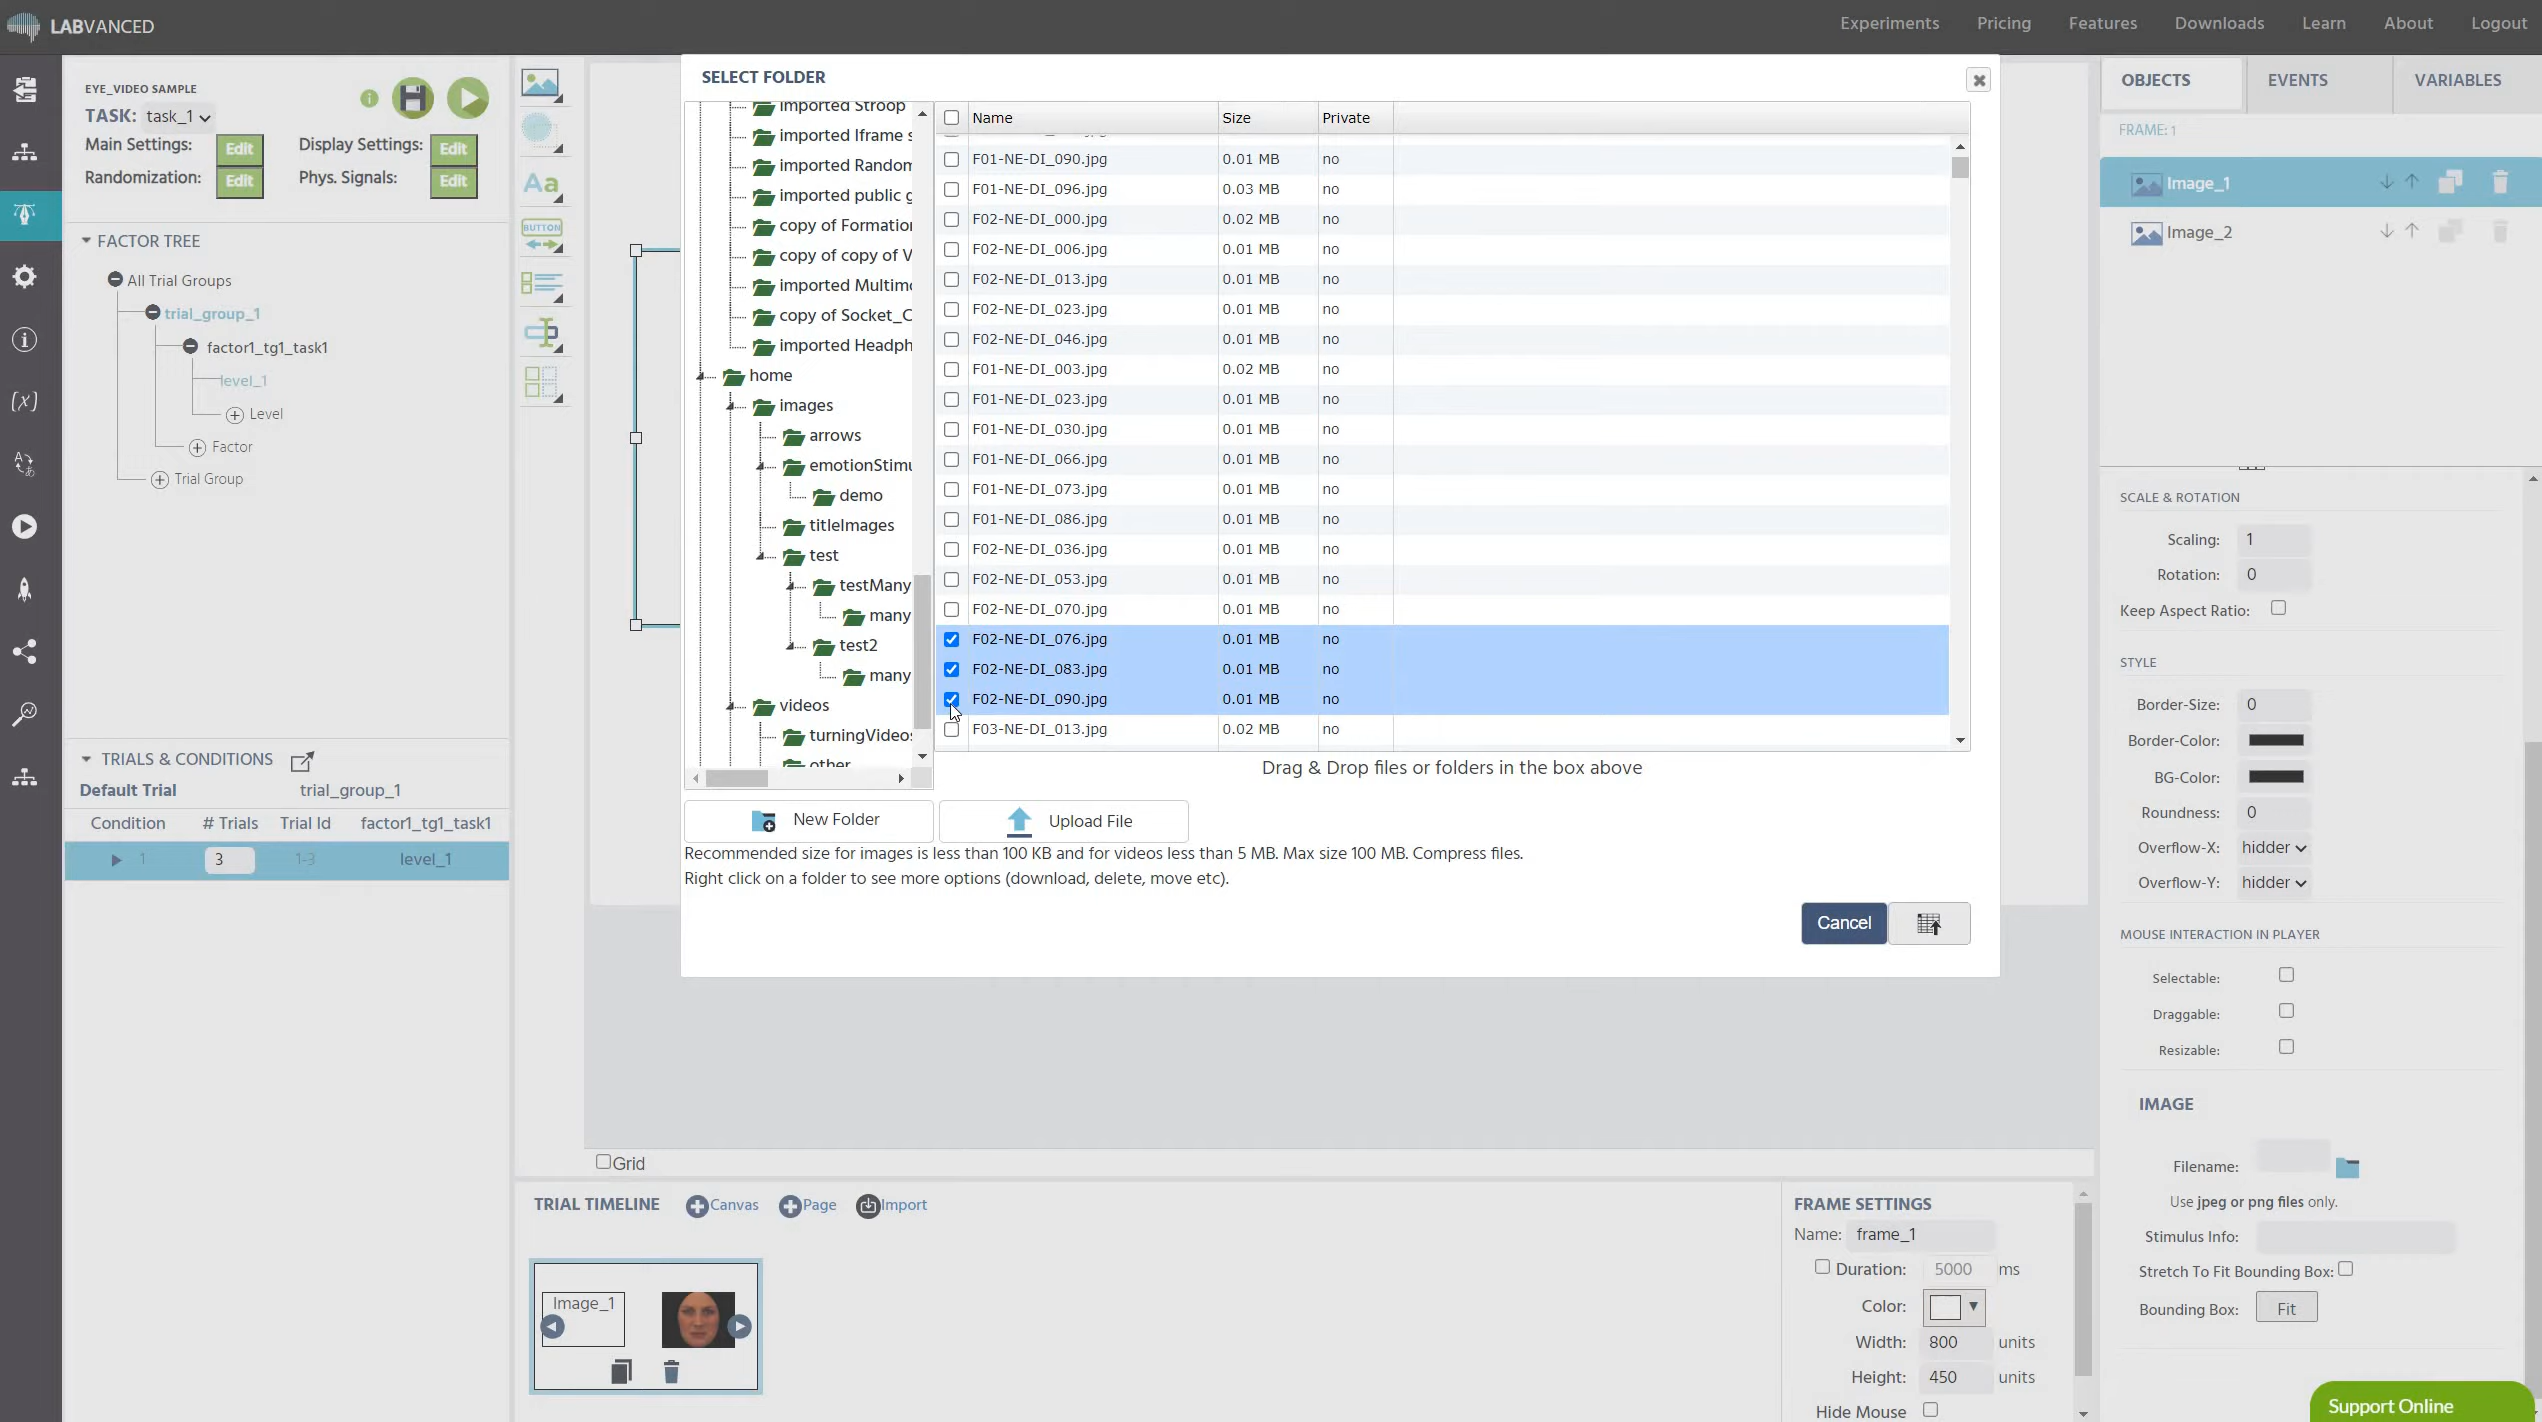 LABVANCED
Experiments Pricing Features Downloads Learn About Logout
EYE_VIDEO SAMPLE
TASK: task_1
Main Settings: Edit Display Settings: Edit
Randomization: Edit Phys. Signals: Edit
FACTOR TREE
All Trial Groups
trial_group_1
factor1_tg1_task1
level_1
Level
Factor
Trial Group
TRIALS & CONDITIONS
Default Trial trial_group_1
Condition # Trials Trial Id factor1_tg1_task1
1 3 1-3 level_1
Aa
BUTTON
SELECT FOLDER
imported Stroop
imported Iframe s
imported Random
imported public g
copy of Formatio
copy of copy of V
imported Multim
copy of Socket_C
imported Headph
home
images
arrows
emotionStim
demo
titleImages
test
testMany
many
test2
many
videos
turningVideo
other
Name Size Private
F01-NE-DI_090.jpg 0.01 MB no
F01-NE-DI_096.jpg 0.03 MB no
F02-NE-DI_000.jpg 0.02 MB no
F02-NE-DI_006.jpg 0.01 MB no
F02-NE-DI_013.jpg 0.01 MB no
F02-NE-DI_023.jpg 0.01 MB no
F02-NE-DI_046.jpg 0.01 MB no
F01-NE-DI_003.jpg 0.02 MB no
F01-NE-DI_023.jpg 0.01 MB no
F01-NE-DI_030.jpg 0.01 MB no
F01-NE-DI_066.jpg 0.01 MB no
F01-NE-DI_073.jpg 0.01 MB no
F01-NE-DI_086.jpg 0.01 MB no
F02-NE-DI_036.jpg 0.01 MB no
F02-NE-DI_053.jpg 0.01 MB no
F02-NE-DI_070.jpg 0.01 MB no
F02-NE-DI_076.jpg 0.01 MB no
F02-NE-DI_083.jpg 0.01 MB no
F02-NE-DI_090.jpg 0.01 MB no
F03-NE-DI_013.jpg 0.02 MB no
Drag & Drop files or folders in the box above
New Folder
Upload File
Recommended size for images is less than 100 KB and for videos less than 5 MB. Max size 100 MB. Compress files.
Right click on a folder to see more options (download, delete, move etc).
Cancel
Grid
TRIAL TIMELINE Canvas Page Import
Image_1
FRAME SETTINGS
Name: frame_1
Duration: 5000 ms
Color:
Width: 800 units
Height: 450 units
Hide Mouse
OBJECTS EVENTS VARIABLES
FRAME: 1
Image_1
Image_2
SCALE & ROTATION
Scaling: 1
Rotation: 0
Keep Aspect Ratio:
STYLE
Border-Size: 0
Border-Color:
BG-Color:
Roundness: 0
Overflow-X: hidden
Overflow-Y: hidden
MOUSE INTERACTION IN PLAYER
Selectable:
Draggable:
Resizable:
IMAGE
Filename:
Use jpeg or png files only.
Stimulus Info:
Stretch To Fit Bounding Box:
Bounding Box: Fit
Support Online